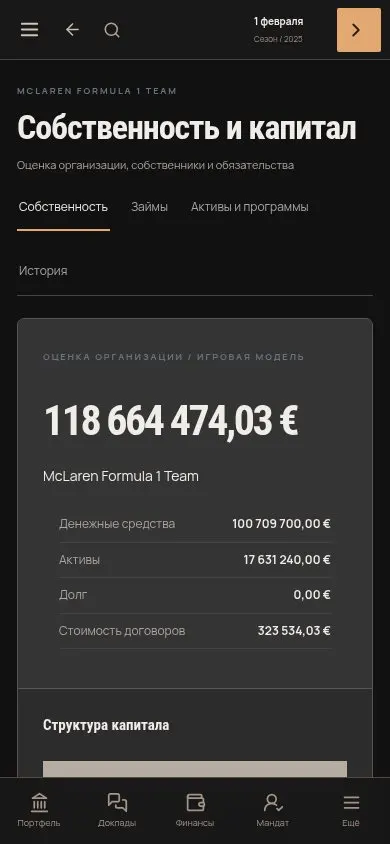 1 февраля
Сезон / 2025
MCLAREN FORMULA 1 TEAM
Собственность и капитал
Оценка организации, собственники и обязательства
Собственность Займы Активы и программы
История
ОЦЕНКА ОРГАНИЗАЦИИ / ИГРОВАЯ МОДЕЛЬ
118 664 474,03 €
McLaren Formula 1 Team
Денежные средства 100 709 700,00 €
Активы 17 631 240,00 €
Долг 0,00 €
Стоимость договоров 323 534,03 €
Структура капитала
Портфель Доклады Финансы Мандат Ещё